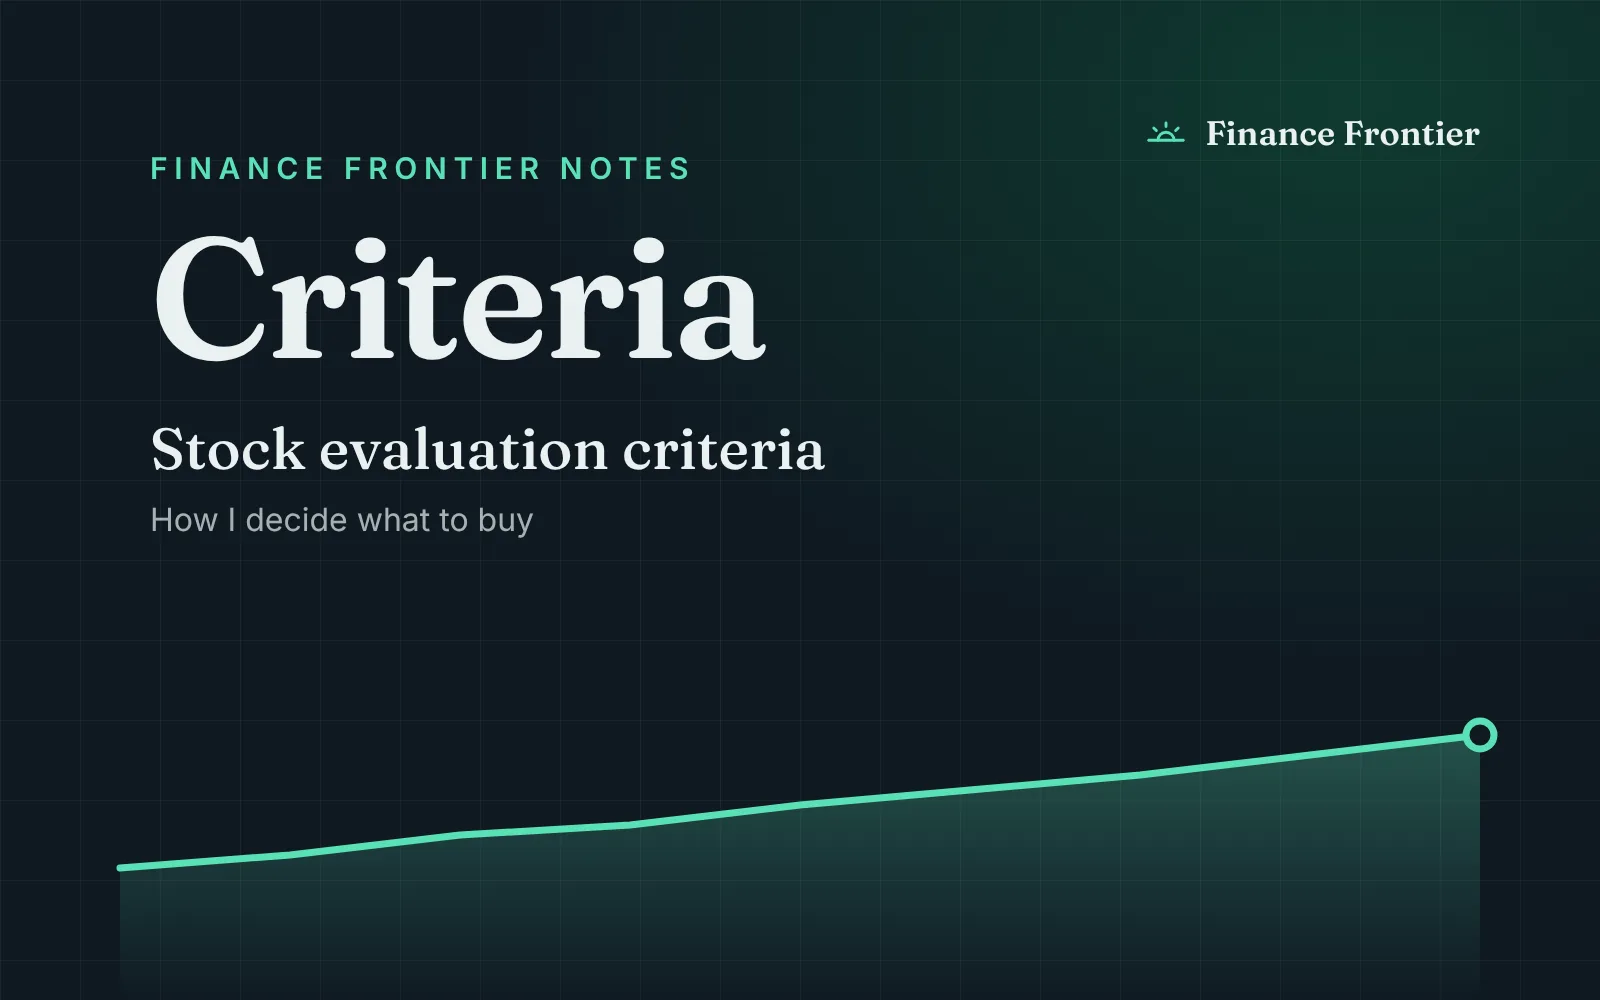 Finance Frontier
FINANCE FRONTIER NOTES
Criteria
Stock evaluation criteria
How I decide what to buy